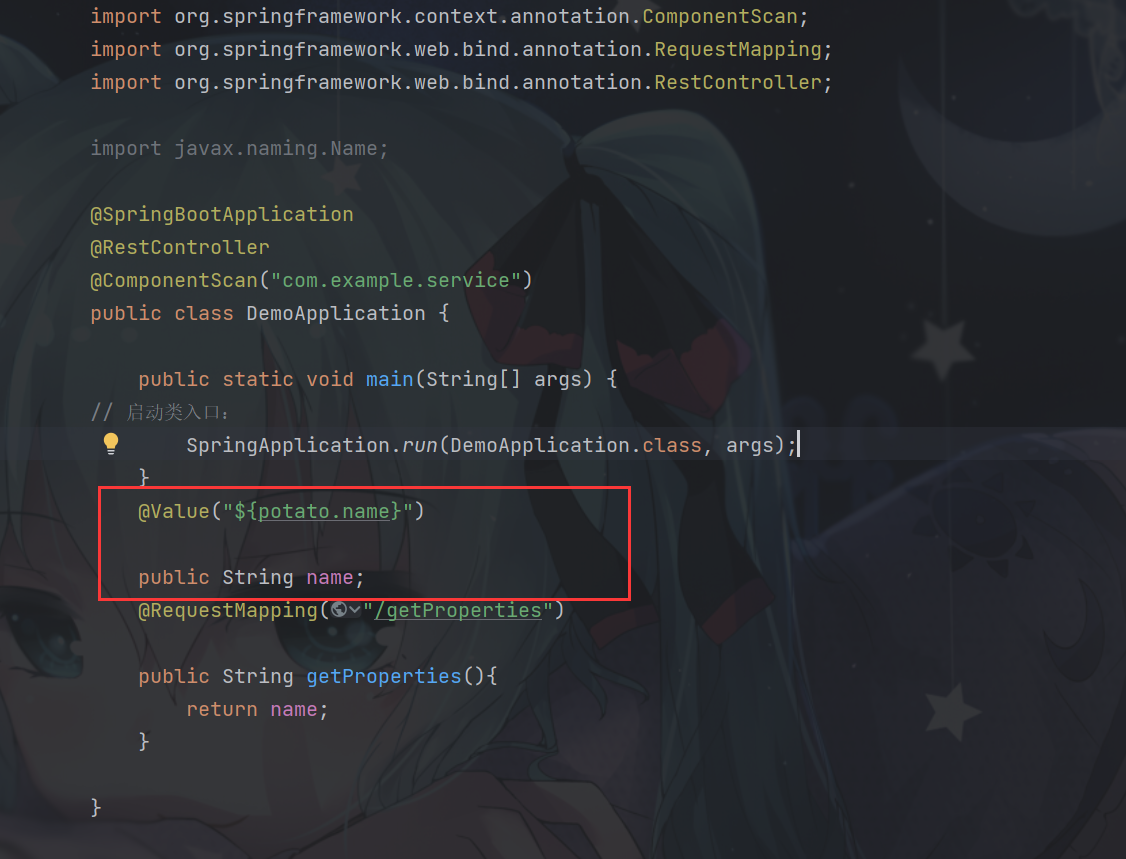 import org.springframework.context.annotation.ComponentScan;
import org.springframework.web.bind.annotation.RequestMapping;
import org.springframework.web.bind.annotation.RestController;
import javax.naming.Name;
@SpringBootApplication
@RestController
@ComponentScan("com.example.service")
public class DemoApplication {
public static void main(String[] args) {
// 启动类入口:
SpringApplication.run(DemoApplication.class, args);
}
@Value("${potato.name}")
public String name;
@RequestMapping("/getProperties")
public String getProperties(){
return name;
}
}